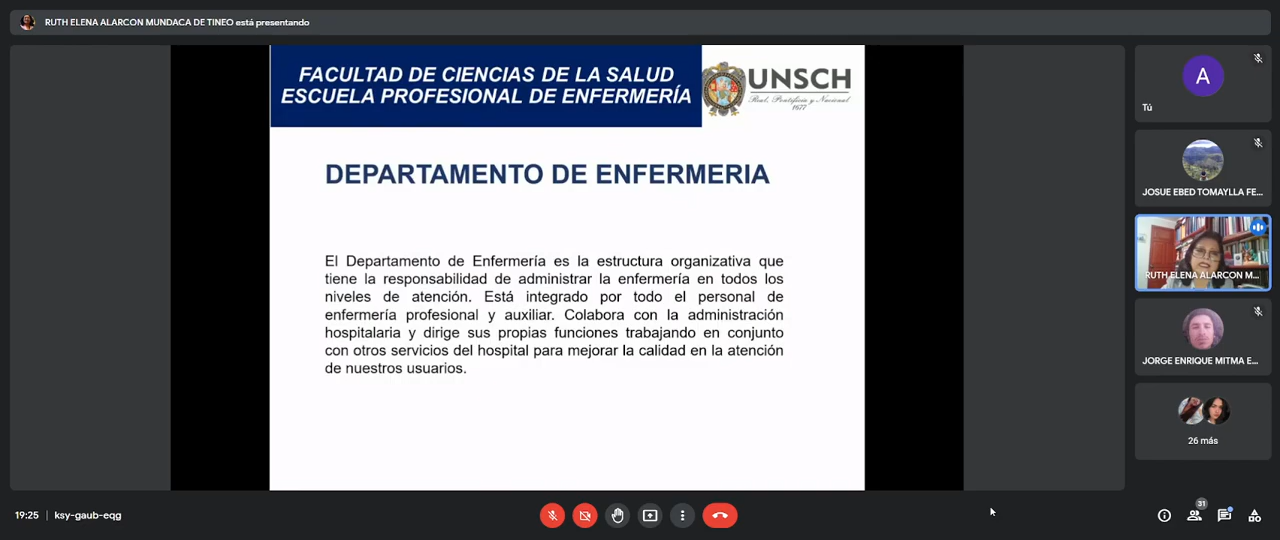 RUTH ELENA ALARCON MUNDACA DE TINEO está presentando
FACULTAD DE CIENCIAS DE LA SALUD
ESCUELA PROFESIONAL DE ENFERMERÍA
UNSCH
Real, Pontificia y Nacional
1677
DEPARTAMENTO DE ENFERMERIA
El Departamento de Enfermería es la estructura organizativa que
tiene la responsabilidad de administrar la enfermería en todos los
niveles de atención. Está integrado por todo el personal de
enfermería profesional y auxiliar. Colabora con la administración
hospitalaria y dirige sus propias funciones trabajando en conjunto
con otros servicios del hospital para mejorar la calidad en la atención
de nuestros usuarios.
A
Tú
JOSUE EBED TOMAYLLA FE...
RUTH ELENA ALARCON M...
JORGE ENRIQUE MITMA E...
26 más
19:25 | ksy-gaub-eqg
31